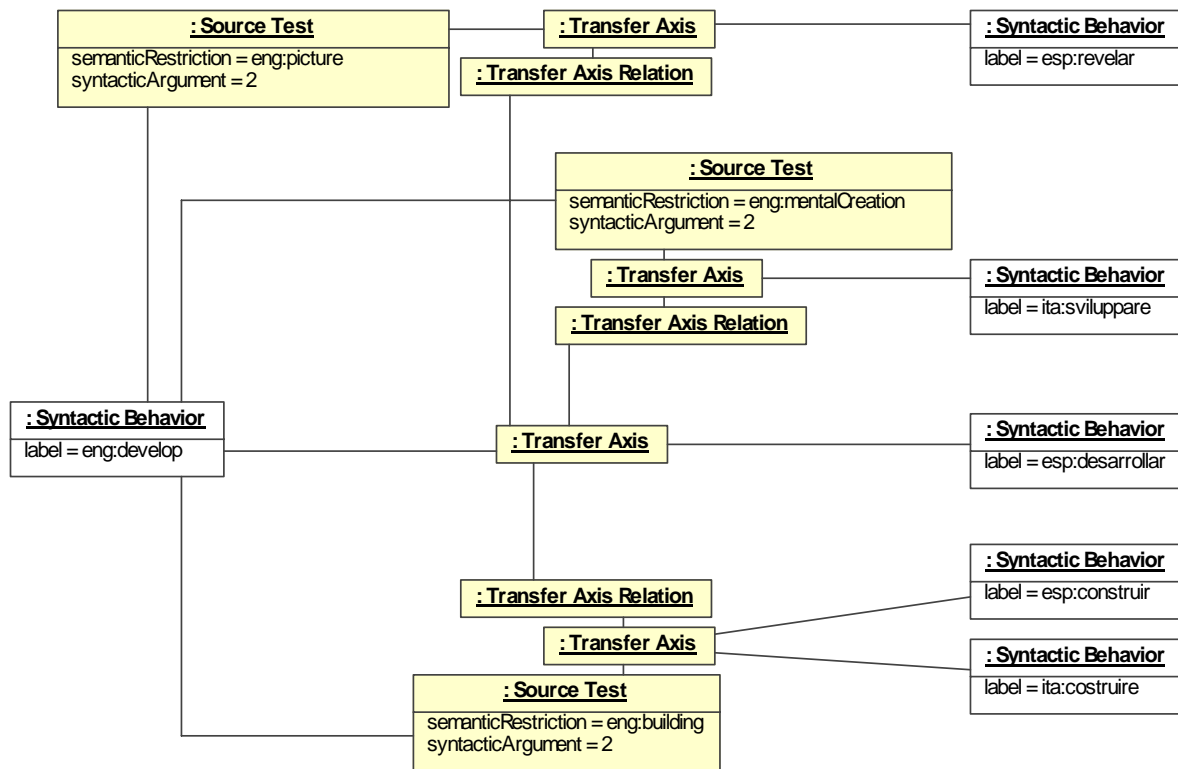 : Source Test
semanticRestriction = eng:picture
syntacticArgument = 2
: Transfer Axis
: Transfer Axis Relation
: Syntactic Behavior
label = esp:revelar
: Source Test
semanticRestriction = eng:mentalCreation
syntacticArgument = 2
: Transfer Axis
: Transfer Axis Relation
: Syntactic Behavior
label = ita:sviluppare
: Syntactic Behavior
label = eng:develop
: Transfer Axis
: Syntactic Behavior
label = esp:desarrollar
: Transfer Axis Relation
: Transfer Axis
: Source Test
semanticRestriction = eng:building
syntacticArgument = 2
: Syntactic Behavior
label = esp:construir
: Syntactic Behavior
label = ita:costruire